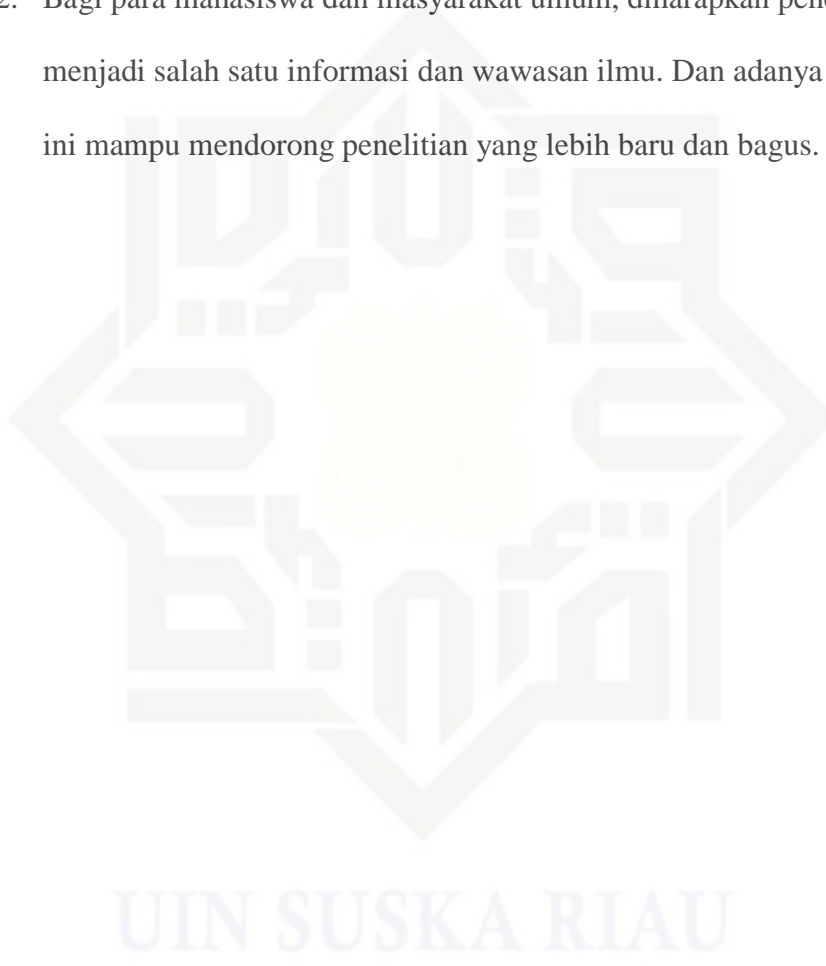 2. Bagi para mahasiswa dan masyarakat umum, diharapkan
menjadi salah satu informasi dan wawasan ilmu. Dan adanya
ini mampu mendorong penelitian yang lebih baru dan bagus.
UIN SUSKA RIAU